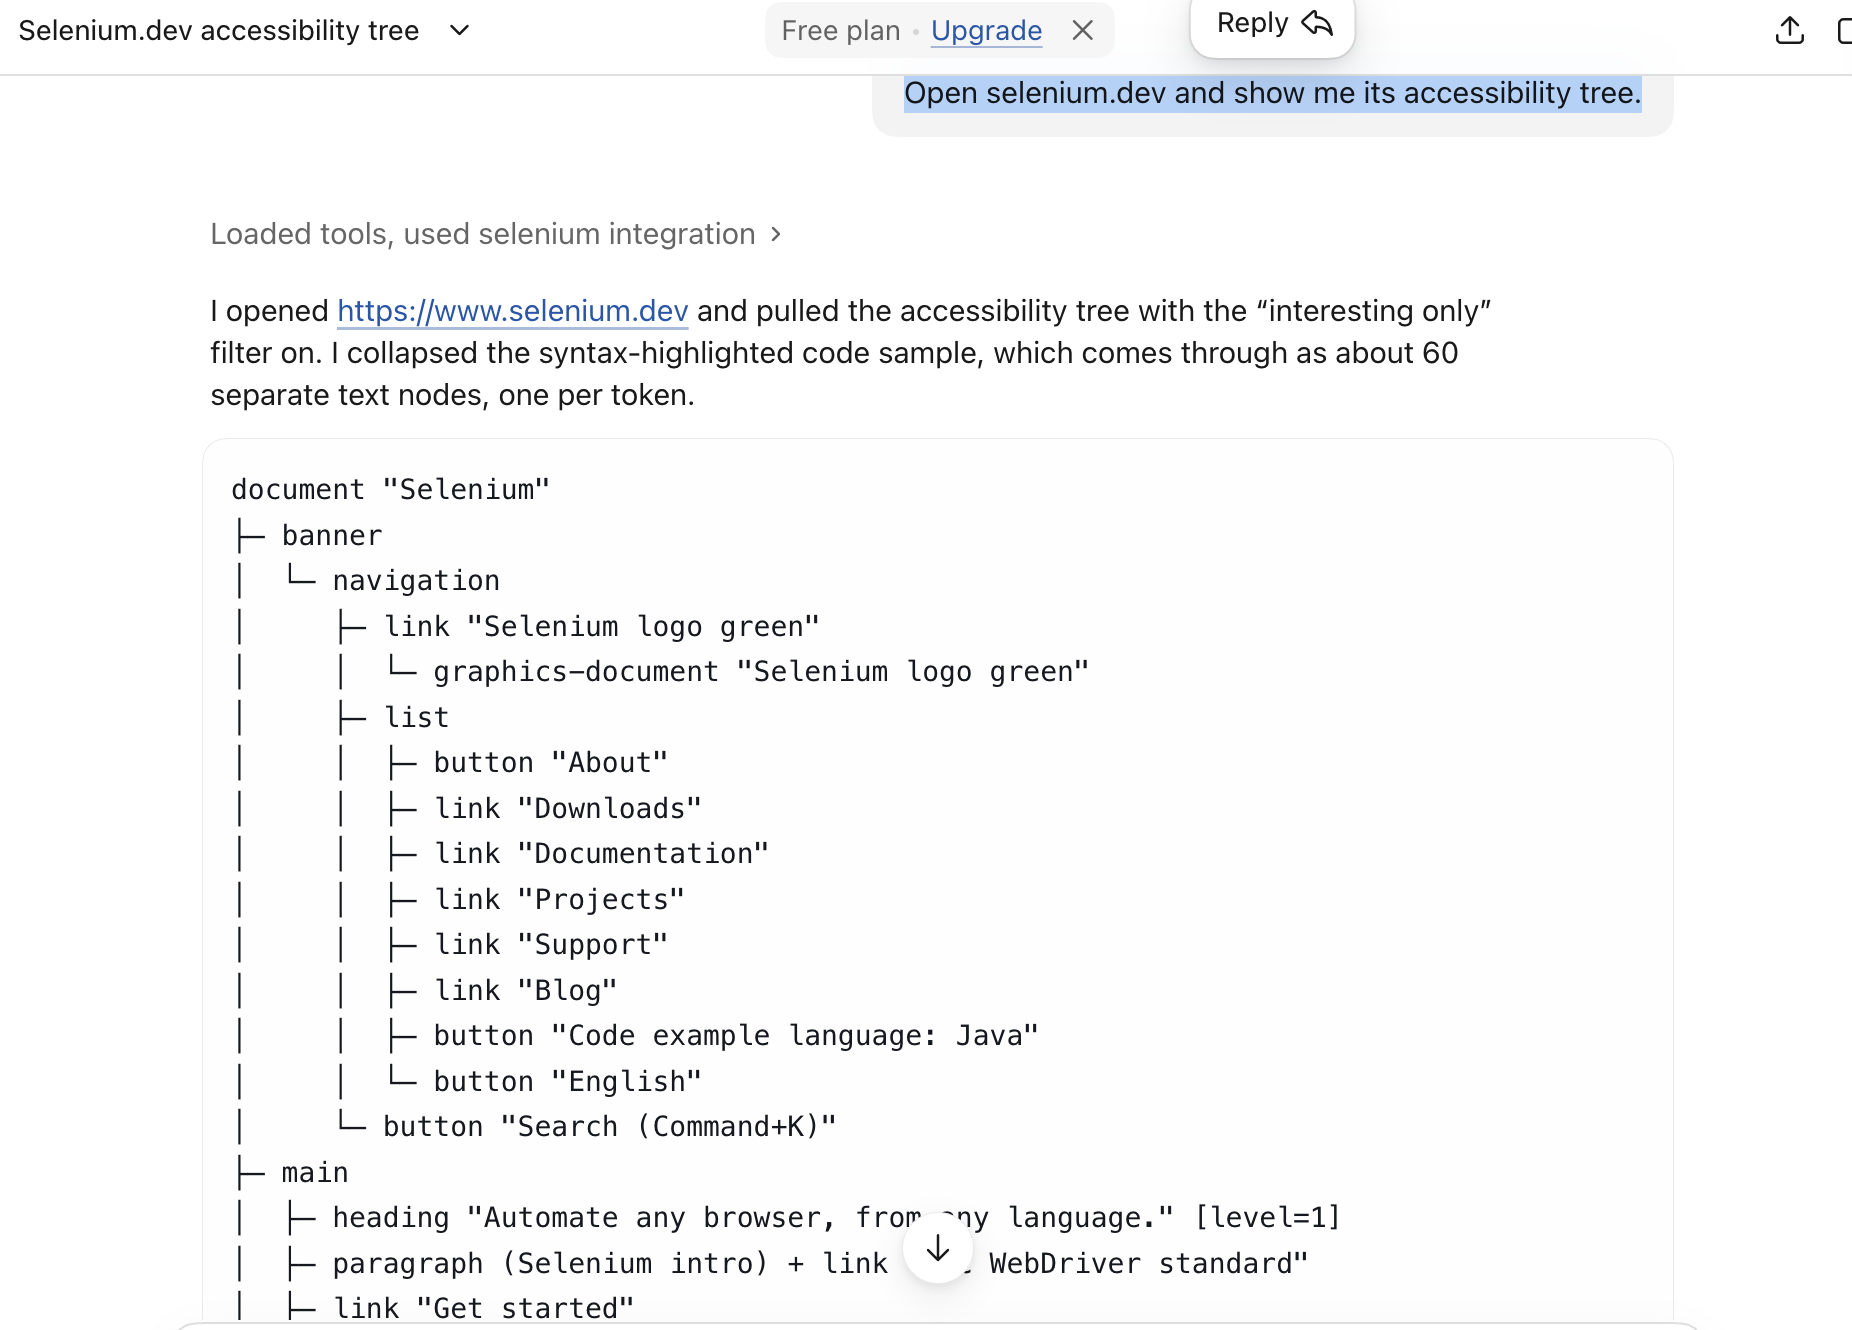 Selenium.dev accessibility tree
Free plan · Upgrade
Reply
Open selenium.dev and show me its accessibility tree.
Loaded tools, used selenium integration
I opened https://www.selenium.dev and pulled the accessibility tree with the “interesting only”
filter on. I collapsed the syntax-highlighted code sample, which comes through as about 60
separate text nodes, one per token.
document "Selenium"
├─ banner
│  └─ navigation
│     ├─ link "Selenium logo green"
│     │  └─ graphics-document "Selenium logo green"
│     ├─ list
│     │  ├─ button "About"
│     │  ├─ link "Downloads"
│     │  ├─ link "Documentation"
│     │  ├─ link "Projects"
│     │  ├─ link "Support"
│     │  ├─ link "Blog"
│     │  ├─ button "Code example language: Java"
│     │  └─ button "English"
│     └─ button "Search (Command+K)"
├─ main
│  ├─ heading "Automate any browser, from any language." [level=1]
│  ├─ paragraph (Selenium intro) + link WebDriver standard"
│  ├─ link "Get started"